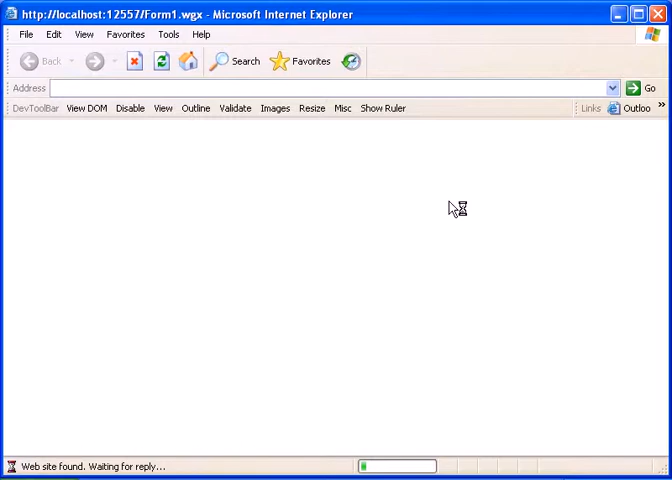 http://localhost:12557/Form1.wgx - Microsoft Internet Explorer
File Edit View Favorites Tools Help
Back Search Favorites
Address Go
DevToolBar View DOM Disable View Outline Validate Images Resize Misc Show Ruler Links Outloo »
Web site found. Waiting for reply...